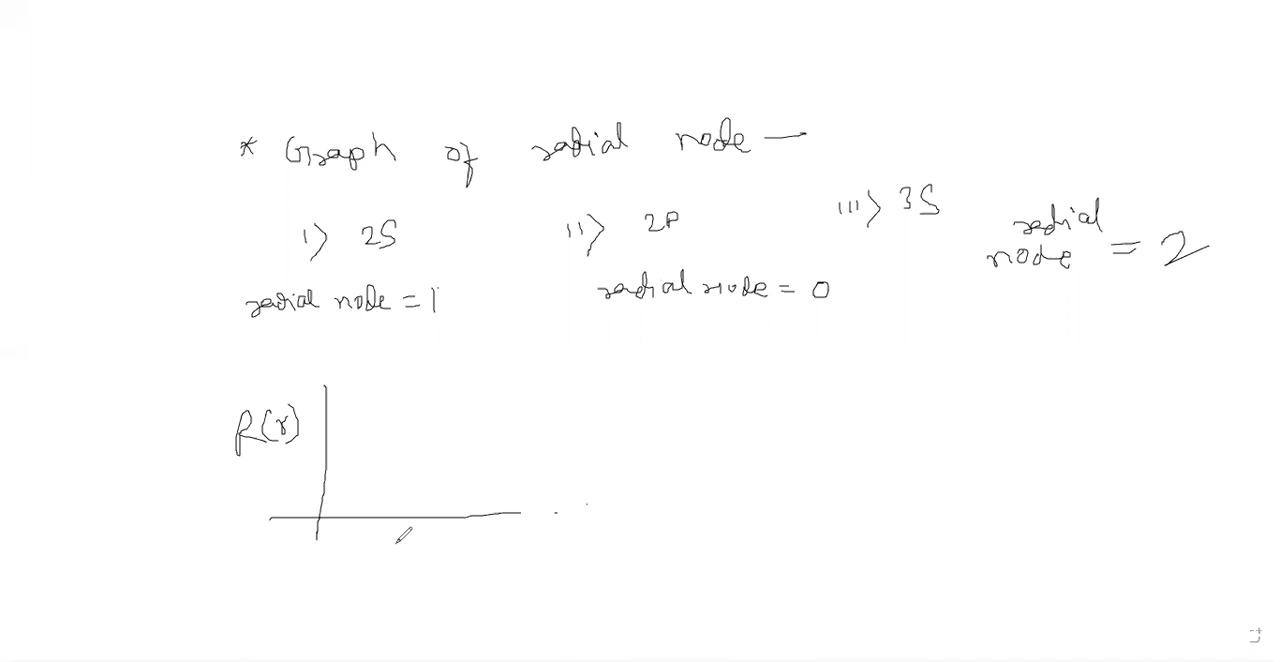 * Graph of radial node —
i) 2S ii) 2P iii) 3S radial node = 2
radial node = 1 radial node = 0
R(r)